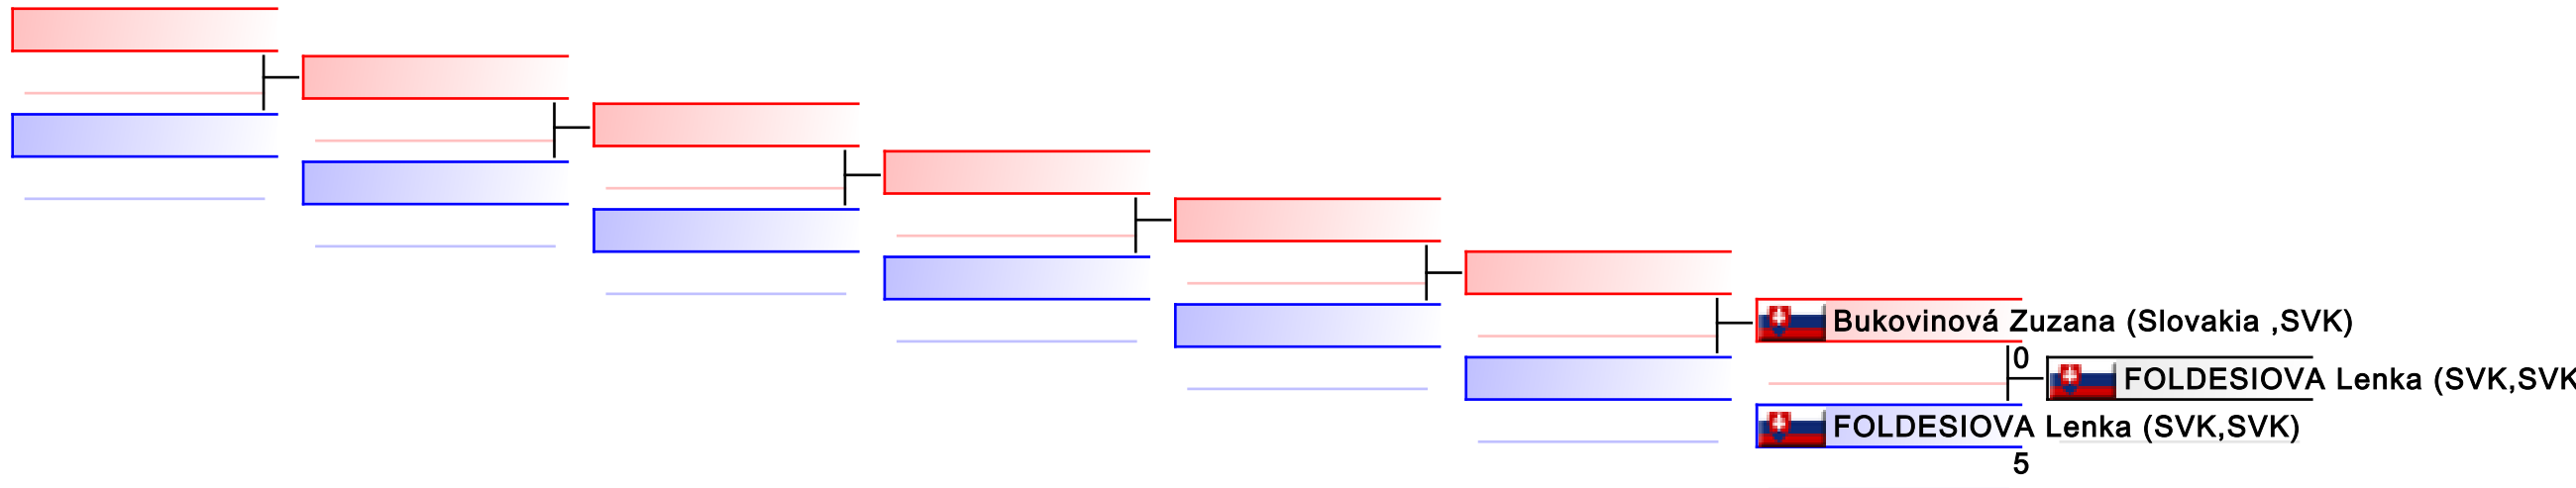 Bukovinová Zuzana (Slovakia ,SVK)
0
FOLDESIOVA Lenka (SVK,SVK
FOLDESIOVA Lenka (SVK,SVK)
5